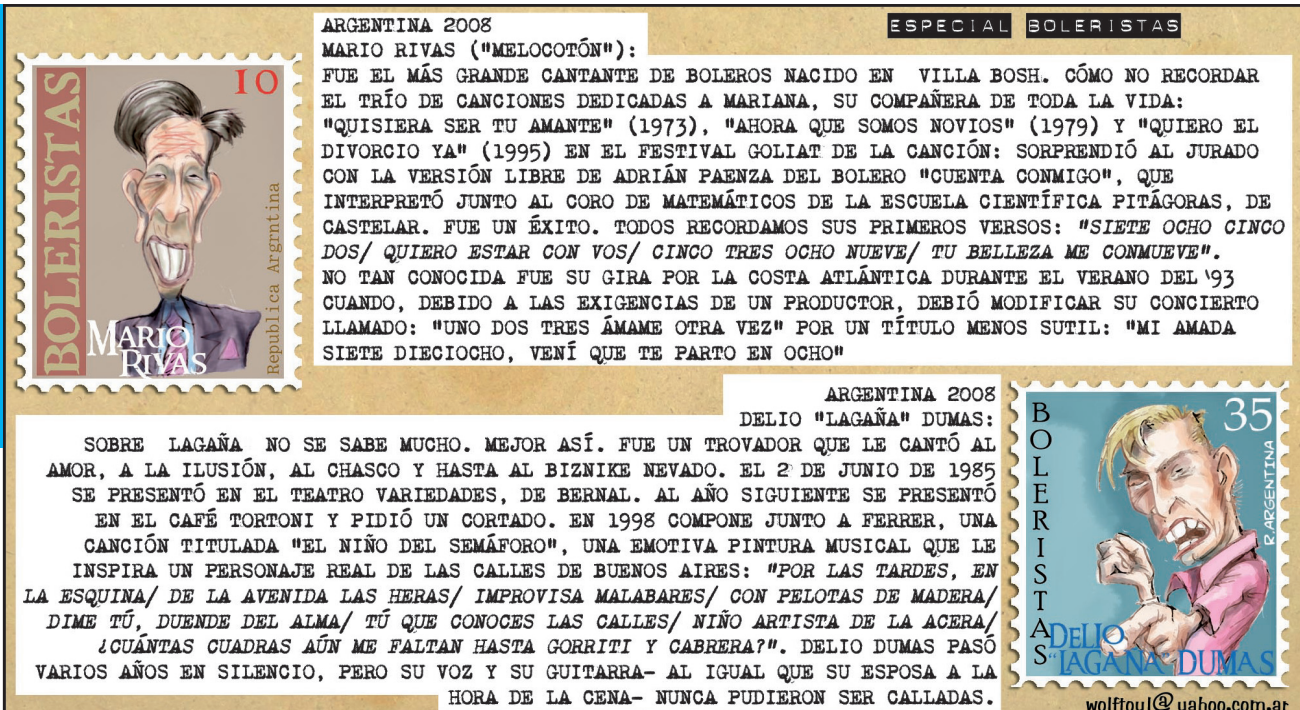 ESPECIAL BOLERISTAS
ARGENTINA 2008
MARIO RIVAS ("MELOCOTÓN"):
FUE EL MÁS GRANDE CANTANTE DE BOLEROS NACIDO EN VILLA BOSH. CÓMO NO RECORDAR
EL TRÍO DE CANCIONES DEDICADAS A MARIANA, SU COMPAÑERA DE TODA LA VIDA:
"QUISIERA SER TU AMANTE" (1973), "AHORA QUE SOMOS NOVIOS" (1979) Y "QUIERO EL
DIVORCIO YA" (1995) EN EL FESTIVAL GOLIAT DE LA CANCIÓN: SORPRENDIÓ AL JURADO
CON LA VERSIÓN LIBRE DE ADRIÁN PAENZA DEL BOLERO "CUENTA CONMIGO", QUE
INTERPRETÓ JUNTO AL CORO DE MATEMÁTICOS DE LA ESCUELA CIENTÍFICA PITÁGORAS, DE
CASTELAR. FUE UN ÉXITO. TODOS RECORDAMOS SUS PRIMEROS VERSOS: "SIETE OCHO CINCO
DOS/ QUIERO ESTAR CON VOS/ CINCO TRES OCHO NUEVE/ TU BELLEZA ME CONMUEVE".
NO TAN CONOCIDA FUE SU GIRA POR LA COSTA ATLÁNTICA DURANTE EL VERANO DEL '93
CUANDO, DEBIDO A LAS EXIGENCIAS DE UN PRODUCTOR, DEBIÓ MODIFICAR SU CONCIERTO
LLAMADO: "UNO DOS TRES ÁMAME OTRA VEZ" POR UN TÍTULO MENOS SUTIL: "MI AMADA
SIETE DIECIOCHO, VENÍ QUE TE PARTO EN OCHO"
BOLERISTAS
10
MARIO
RIVAS
Republica Argrntina
ARGENTINA 2008
DELIO "LAGAÑA" DUMAS:
SOBRE LAGAÑA NO SE SABE MUCHO. MEJOR ASÍ. FUE UN TROVADOR QUE LE CANTÓ AL
AMOR, A LA ILUSIÓN, AL CHASCO Y HASTA AL BIZNIKE NEVADO. EL 2 DE JUNIO DE 1985
SE PRESENTÓ EN EL TEATRO VARIEDADES, DE BERNAL. AL AÑO SIGUIENTE SE PRESENTÓ
EN EL CAFÉ TORTONI Y PIDIÓ UN CORTADO. EN 1998 COMPONE JUNTO A FERRER, UNA
CANCIÓN TITULADA "EL NIÑO DEL SEMÁFORO", UNA EMOTIVA PINTURA MUSICAL QUE LE
INSPIRA UN PERSONAJE REAL DE LAS CALLES DE BUENOS AIRES: "POR LAS TARDES, EN
LA ESQUINA/ DE LA AVENIDA LAS HERAS/ IMPROVISA MALABARES/ CON PELOTAS DE MADERA/
DIME TÚ, DUENDE DEL ALMA/ TÚ QUE CONOCES LAS CALLES/ NIÑO ARTISTA DE LA ACERA/
¿CUÁNTAS CUADRAS AÚN ME FALTAN HASTA GORRITI Y CABRERA?". DELIO DUMAS PASÓ
VARIOS AÑOS EN SILENCIO, PERO SU VOZ Y SU GUITARRA- AL IGUAL QUE SU ESPOSA A LA
HORA DE LA CENA- NUNCA PUDIERON SER CALLADAS.
BOLERISTAS
35
R.ARGENTINA
DELIO
"LAGAÑA" DUMAS
wolftoul@yahoo.com.ar